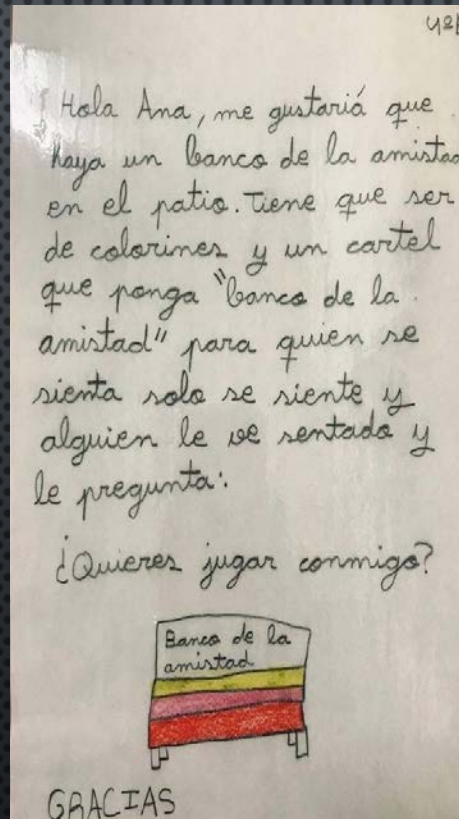 Hola Ana, me gustariá que
haya un banco de la amistad
en el patio. Tiene que ser
de colorines y un cartel
que ponga "banco de la
amistad" para quien se
sienta solo se siente y
alguien le ve sentado y
le pregunta:
¿Quieres jugar conmigo?
Banco de la
amistad
GRACIAS